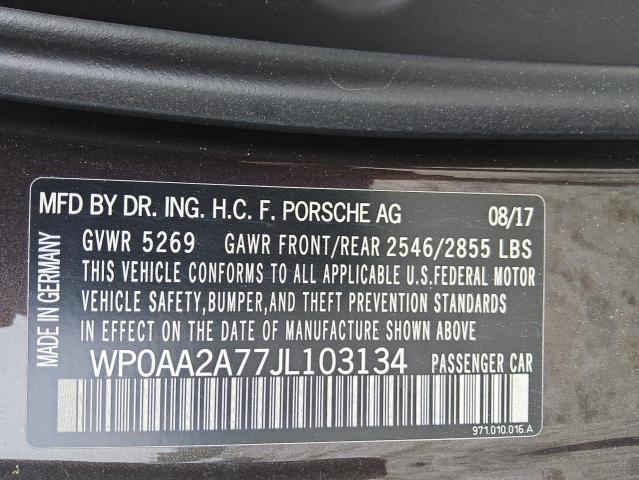 MFD BY DR. ING. H.C. F. PORSCHE AG 08/17
GVWR 5269 GAWR FRONT/REAR 2546/2855 LBS
THIS VEHICLE CONFORMS TO ALL APPLICABLE U.S.FEDERAL MOTOR
VEHICLE SAFETY,BUMPER,AND THEFT PREVENTION STANDARDS
IN EFFECT ON THE DATE OF MANUFACTURE SHOWN ABOVE.
WP0AA2A77JL103134 PASSENGER CAR
971.010.016.A
MADE IN GERMANY